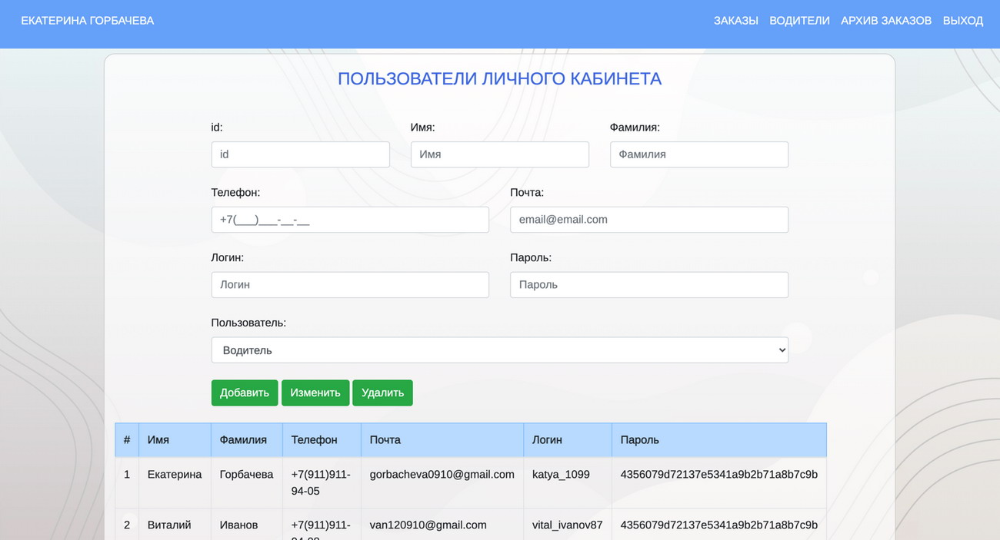 ЕКАТЕРИНА ГОРБАЧЕВА ЗАКАЗЫ ВОДИТЕЛИ АРХИВ ЗАКАЗОВ ВЫХОД
ПОЛЬЗОВАТЕЛИ ЛИЧНОГО КАБИНЕТА
id: Имя: Фамилия:
id Имя Фамилия
Телефон: Почта:
+7(___)___-__-__ email@email.com
Логин: Пароль:
Логин Пароль
Пользователь:
Водитель
Добавить Изменить Удалить
# Имя Фамилия Телефон Почта Логин Пароль
1 Екатерина Горбачева +7(911)911- gorbacheva0910@gmail.com katya_1099 4356079d72137e5341a9b2b71a8b7c9b
94-05
2 Виталий Иванов +7(911)911- van120910@gmail.com vital_ivanov87 4356079d72137e5341a9b2b71a8b7c9b